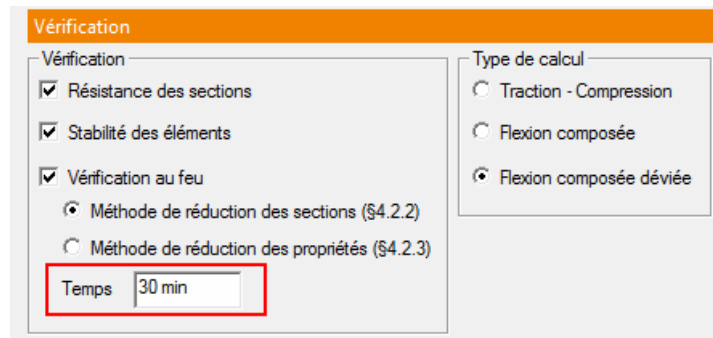 Vérification
Vérification
Résistance des sections
Stabilité des éléments
Vérification au feu
Méthode de réduction des sections (§4.2.2)
Méthode de réduction des propriétés (§4.2.3)
Temps 30 min
Type de calcul
Traction - Compression
Flexion composée
Flexion composée déviée